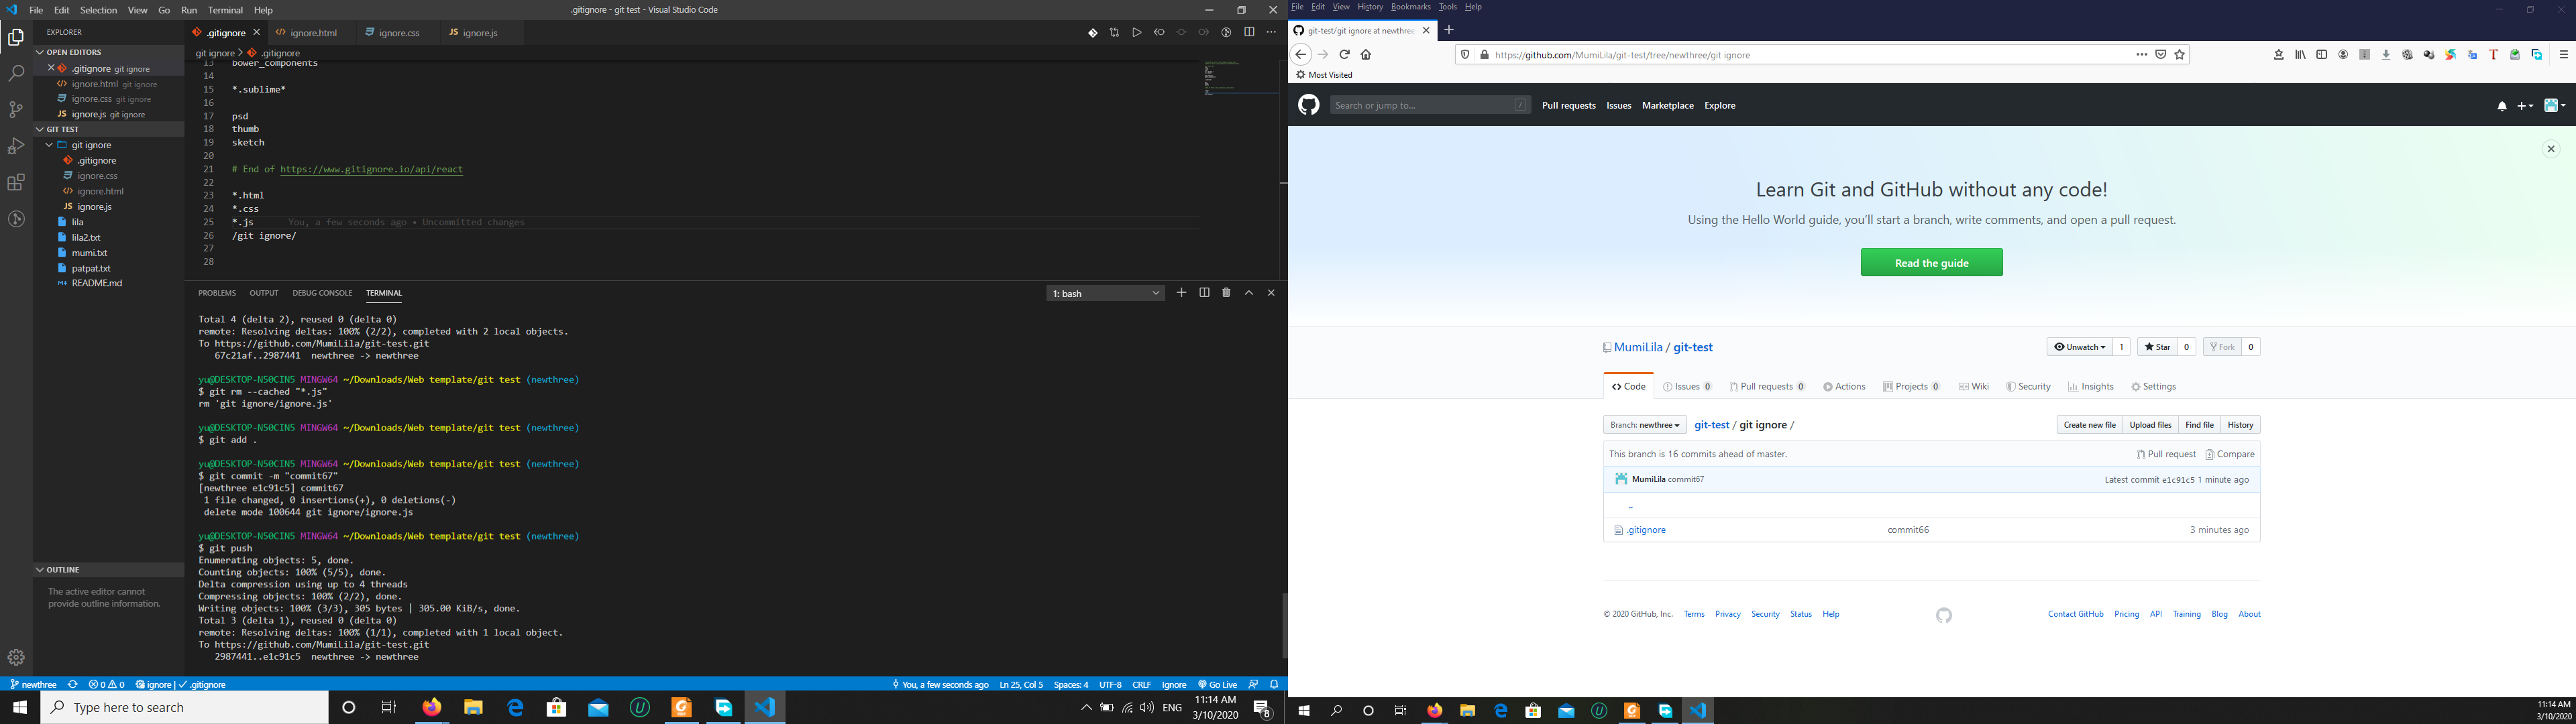 File Edit Selection View Go Run Terminal Help
.gitignore - git test - Visual Studio Code
EXPLORER
OPEN EDITORS
.gitignore git ignore
ignore.html git ignore
ignore.css git ignore
JS ignore.js git ignore
GIT TEST
git ignore
.gitignore
ignore.css
ignore.html
JS ignore.js
lila
lila2.txt
mumi.txt
patpat.txt
README.md
OUTLINE
The active editor cannot
provide outline information.
.gitignore
ignore.html
ignore.css
JS ignore.js
git ignore > .gitignore
13 bower_components
14
15 *.sublime*
16
17 psd
18 thumb
19 sketch
20
21 # End of https://www.gitignore.io/api/react
22
23 *.html
24 *.css
25 *.js You, a few seconds ago • Uncommitted changes
26 /git ignore/
27
28
PROBLEMS OUTPUT DEBUG CONSOLE TERMINAL
1: bash
Total 4 (delta 2), reused 0 (delta 0)
remote: Resolving deltas: 100% (2/2), completed with 2 local objects.
To https://github.com/MumiLila/git-test.git
67c21af..2987441 newthree -> newthree
yu@DESKTOP-N50CIN5 MINGW64 ~/Downloads/Web template/git test (newthree)
$ git rm --cached "*.js"
rm 'git ignore/ignore.js'
yu@DESKTOP-N50CIN5 MINGW64 ~/Downloads/Web template/git test (newthree)
$ git add .
yu@DESKTOP-N50CIN5 MINGW64 ~/Downloads/Web template/git test (newthree)
$ git commit -m "commit67"
[newthree e1c91c5] commit67
1 file changed, 0 insertions(+), 0 deletions(-)
delete mode 100644 git ignore/ignore.js
yu@DESKTOP-N50CIN5 MINGW64 ~/Downloads/Web template/git test (newthree)
$ git push
Enumerating objects: 5, done.
Counting objects: 100% (5/5), done.
Delta compression using up to 4 threads
Compressing objects: 100% (2/2), done.
Writing objects: 100% (3/3), 305 bytes | 305.00 KiB/s, done.
Total 3 (delta 1), reused 0 (delta 0)
remote: Resolving deltas: 100% (1/1), completed with 1 local object.
To https://github.com/MumiLila/git-test.git
2987441..e1c91c5 newthree -> newthree
newthree 0 0 ignore | .gitignore
You, a few seconds ago Ln 25, Col 5 Spaces: 4 UTF-8 CRLF Ignore Go Live
Type here to search
ENG
11:14 AM
3/10/2020
8
File Edit View History Bookmarks Tools Help
git-test/git ignore at newthree
https://github.com/MumiLila/git-test/tree/newthree/git ignore
Most Visited
Search or jump to... /
Pull requests Issues Marketplace Explore
Learn Git and GitHub without any code!
Using the Hello World guide, you’ll start a branch, write comments, and open a pull request.
Read the guide
MumiLila / git-test
Unwatch 1 Star 0 Fork 0
Code Issues 0 Pull requests 0 Actions Projects 0 Wiki Security Insights Settings
Branch: newthree git-test / git ignore /
Create new file Upload files Find file History
This branch is 16 commits ahead of master.
Pull request Compare
MumiLila commit67
Latest commit e1c91c5 1 minute ago
..
.gitignore commit66 3 minutes ago
© 2020 GitHub, Inc. Terms Privacy Security Status Help
Contact GitHub Pricing API Training Blog About
11:14 AM
3/10/2020